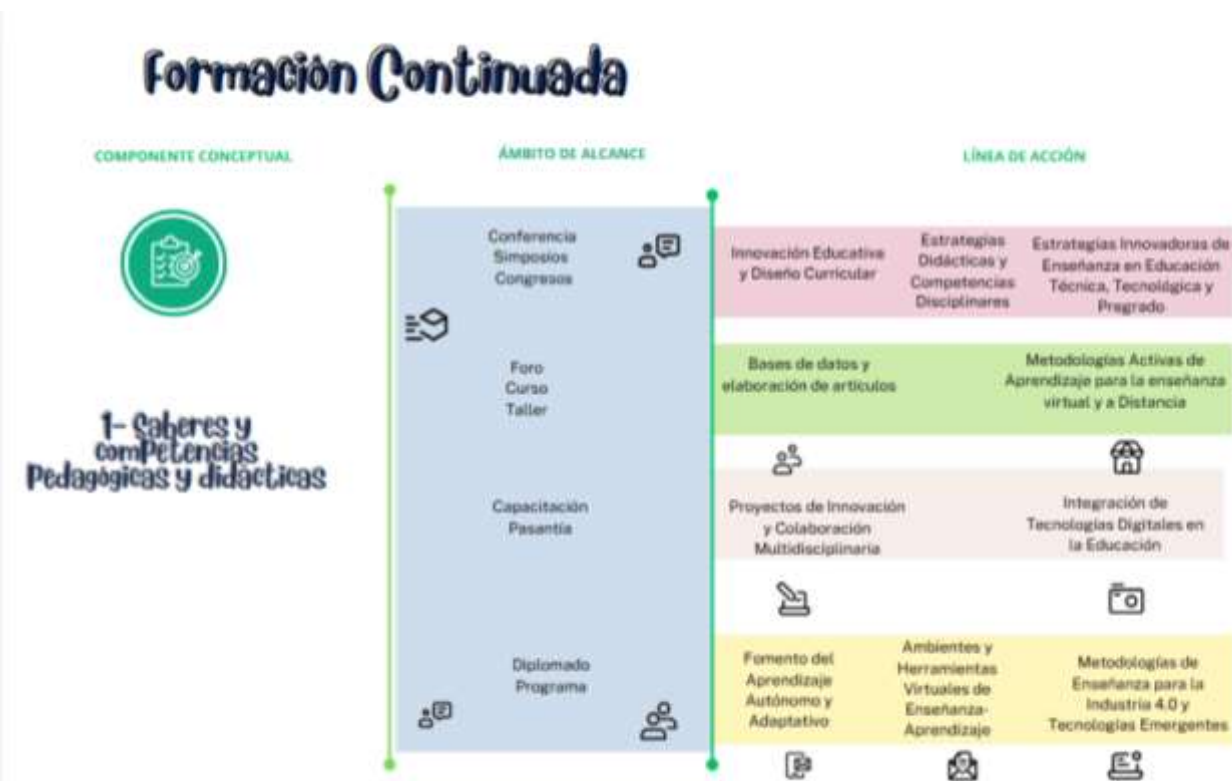 Formación Continuada
COMPONENTE CONCEPTUAL
ÁMBITO DE ALCANCE
LÍNEA DE ACCIÓN
1- Saberes y
comPetencias
Pedagógicas y didácticas
Conferencia
Simposios
Congresos
Innovación Educativa
y Diseño Curricular
Estrategias
Didácticas y
Competencias
Disciplinares
Estrategias Innovadoras de
Enseñanza en Educación
Técnica, Tecnológica y
Pregrado
Foro
Curso
Taller
Bases de datos y
elaboración de artículos
Metodologías Activas de
Aprendizaje para la enseñanza
virtual y a Distancia
Capacitación
Pasantía
Proyectos de Innovación
y Colaboración
Multidisciplinaria
Integración de
Tecnologías Digitales en
la Educación
Diplomado
Programa
Fomento del
Aprendizaje
Autónomo y
Adaptativo
Ambientes y
Herramientas
Virtuales de
Enseñanza-
Aprendizaje
Metodologías de
Enseñanza para la
Industria 4.0 y
Tecnologías Emergentes